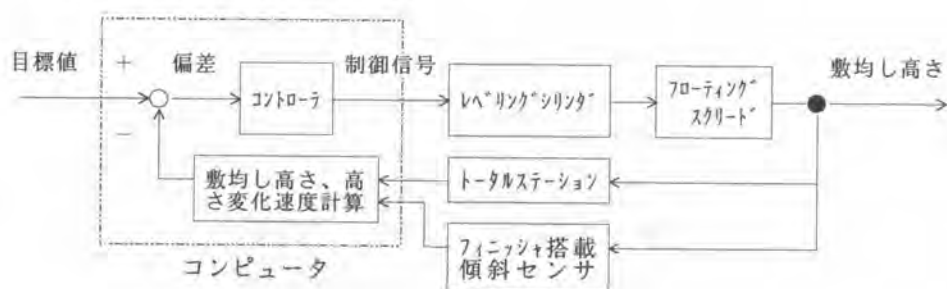 目標値
+
偏差
制御信号
敷均し高さ
コントローラ
レベリングシリンダ
フローティング
スクリード
−
敷均し高さ、高
さ変化速度計算
トータルステーション
フィニッシャ搭載
傾斜センサ
コンピュータ